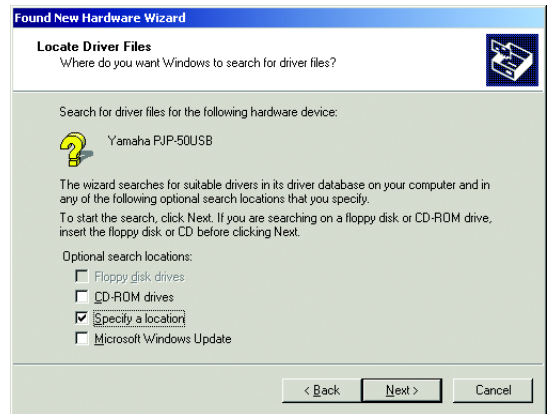 Found New Hardware Wizard
Locate Driver Files
Where do you want Windows to search for driver files?
Search for driver files for the following hardware device:
Yamaha PJP-50USB
The wizard searches for suitable drivers in its driver database on your computer and in
any of the following optional search locations that you specify.
To start the search, click Next. If you are searching on a floppy disk or CD-ROM drive,
insert the floppy disk or CD before clicking Next.
Optional search locations:
Floppy disk drives
CD-ROM drives
Specify a location
Microsoft Windows Update
< Back Next > Cancel